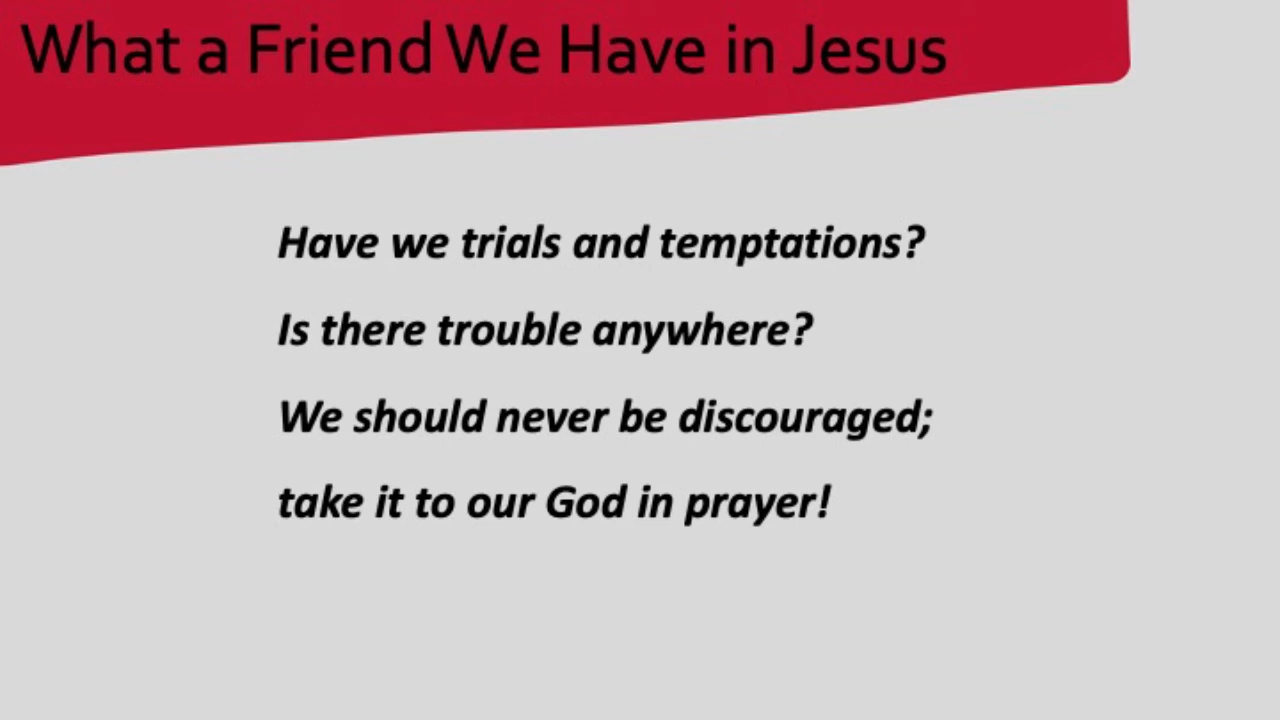 What a Friend We Have in Jesus
Have we trials and temptations?
Is there trouble anywhere?
We should never be discouraged;
take it to our God in prayer!